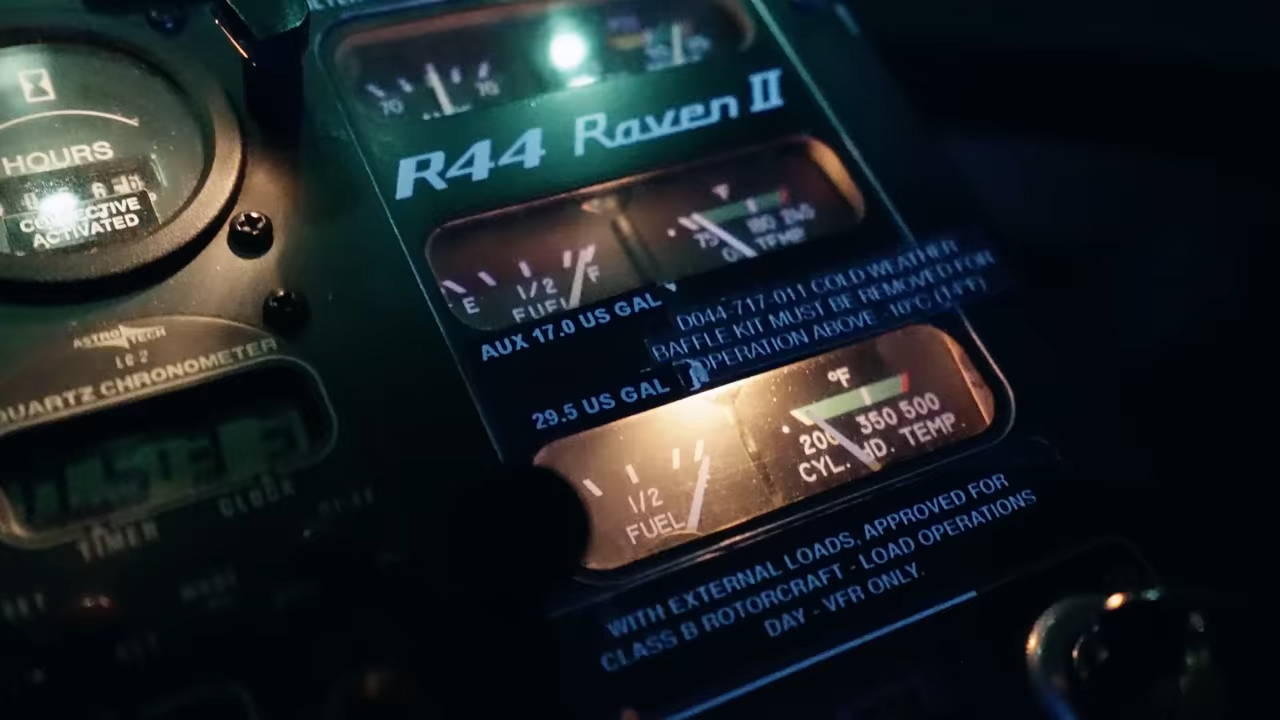 HOURS
COLLECTIVE
ACTIVATED
ASTRO TECH
LC2
QUARTZ CHRONOMETER
CLOCK
TIMER
70
R44 Raven II
E
1/2
F
FUEL
75 180 240
OIL TEMP
AUX 17.0 US GAL
D044-717-011 COLD WEATHER
BAFFLE KIT MUST BE REMOVED FOR
OPERATION ABOVE -10°C (14°F)
29.5 US GAL
1/2
FUEL
°F
200 350 500
CYL. HD. TEMP.
WITH EXTERNAL LOADS, APPROVED FOR
CLASS B ROTORCRAFT - LOAD OPERATIONS
DAY - VFR ONLY.